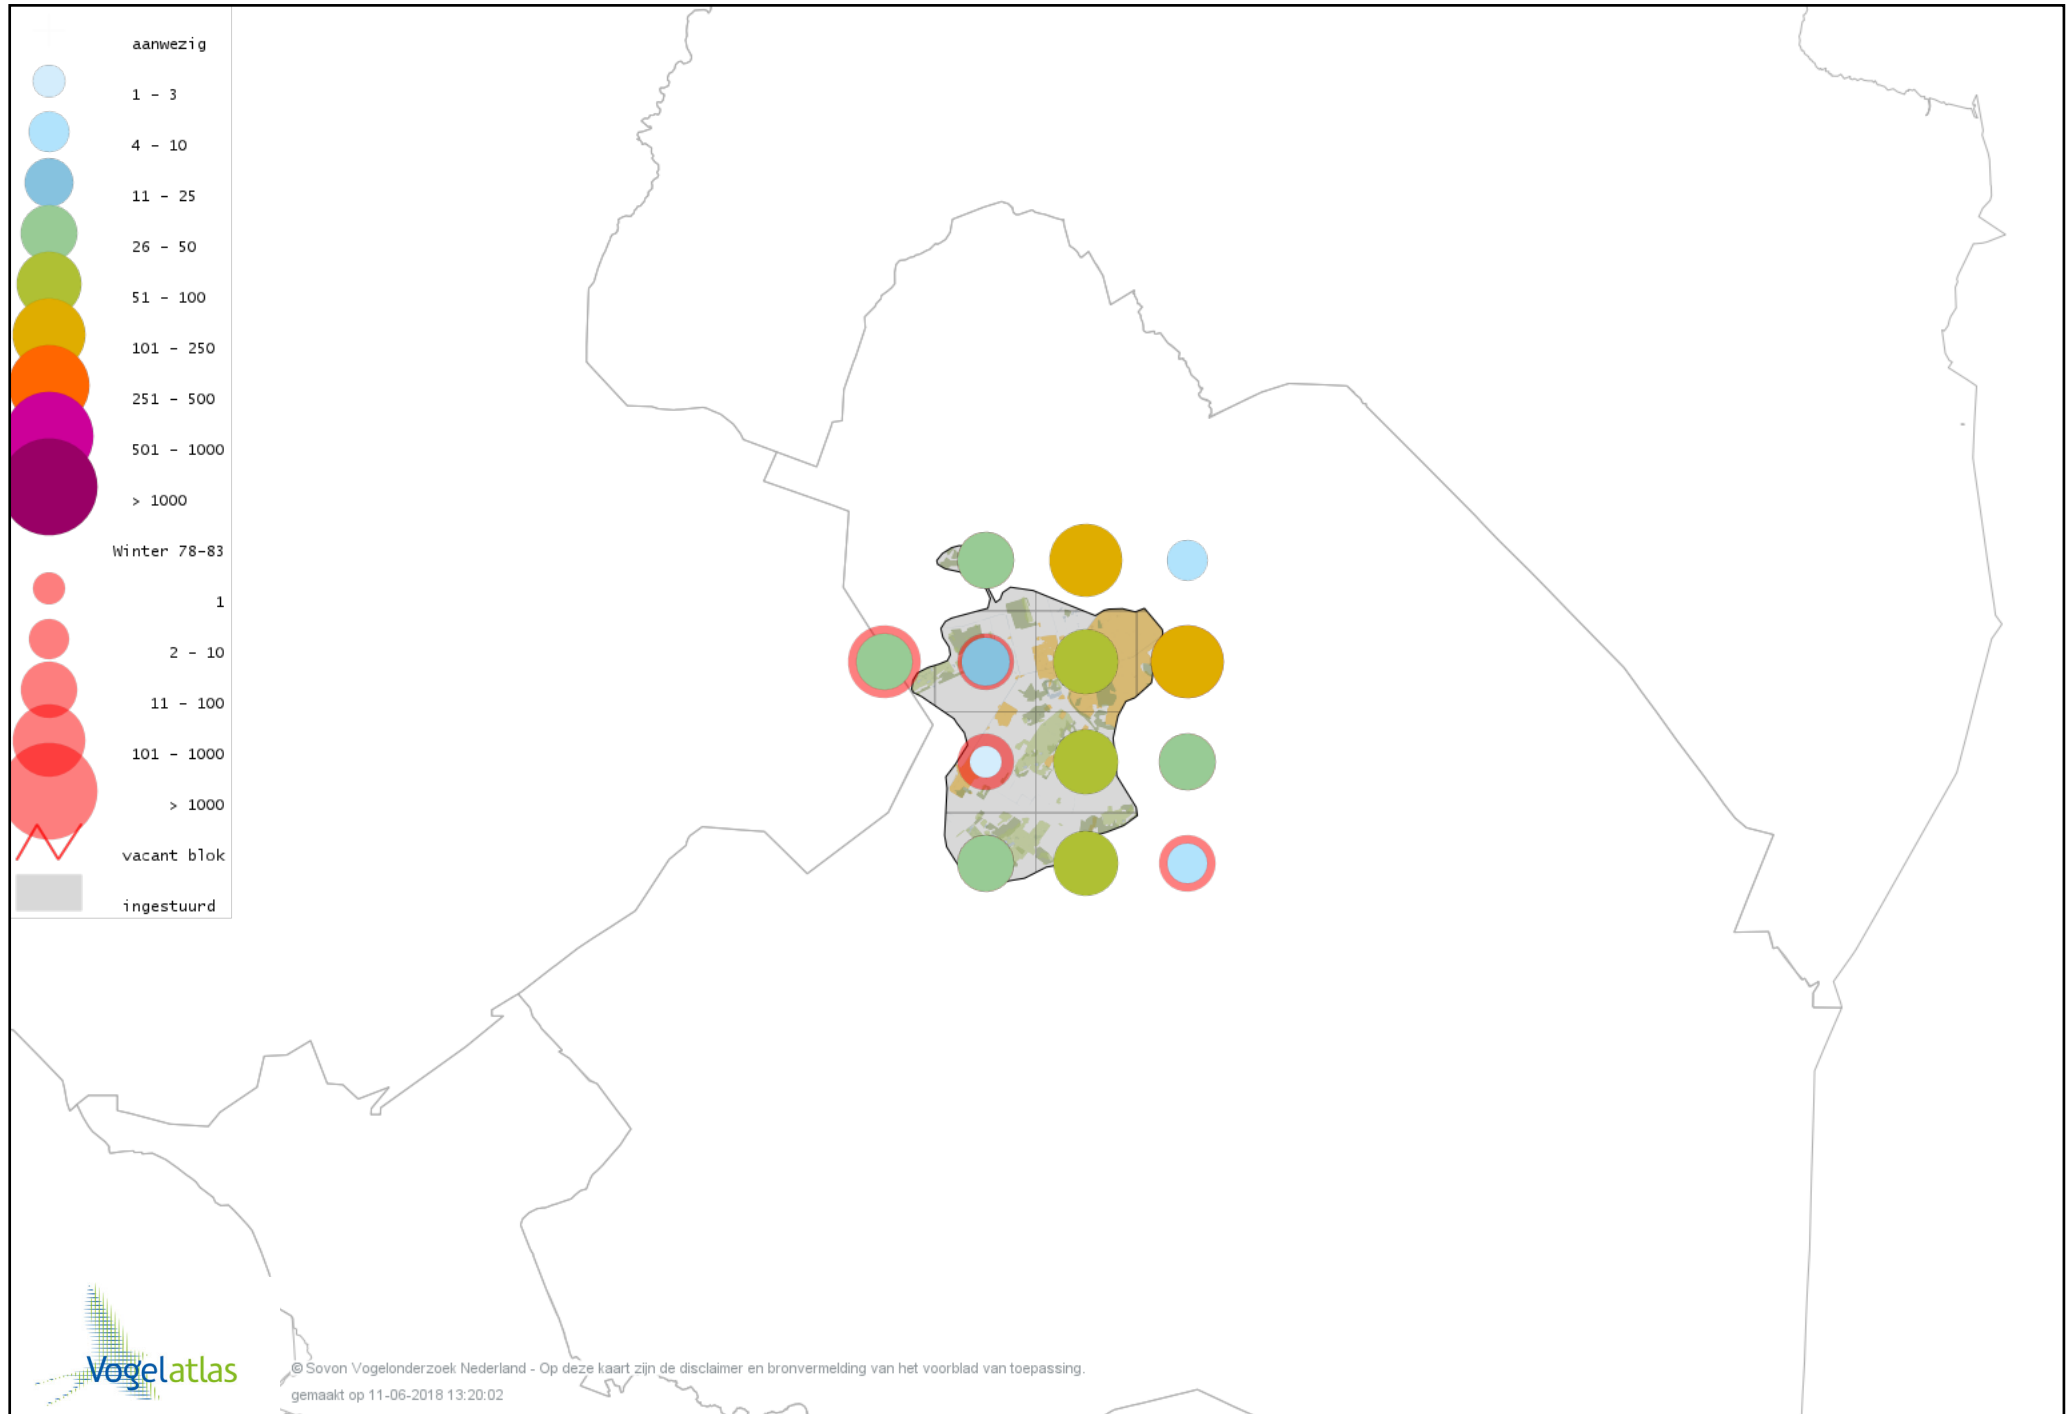 aanwezig
1 - 3
4 - 10
11 - 25
26 - 50
51 - 100
101 - 250
251 - 500
501 - 1000
> 1000
Winter 78-83
1
2 - 10
11 - 100
101 - 1000
> 1000
vacant blok
ingestuurd
Vogelatlas
© Sovon Vogelonderzoek Nederland - Op deze kaart zijn de disclaimer en bronvermelding van het voorblad van toepassing.
gemaakt op 11-06-2018 13:20:02